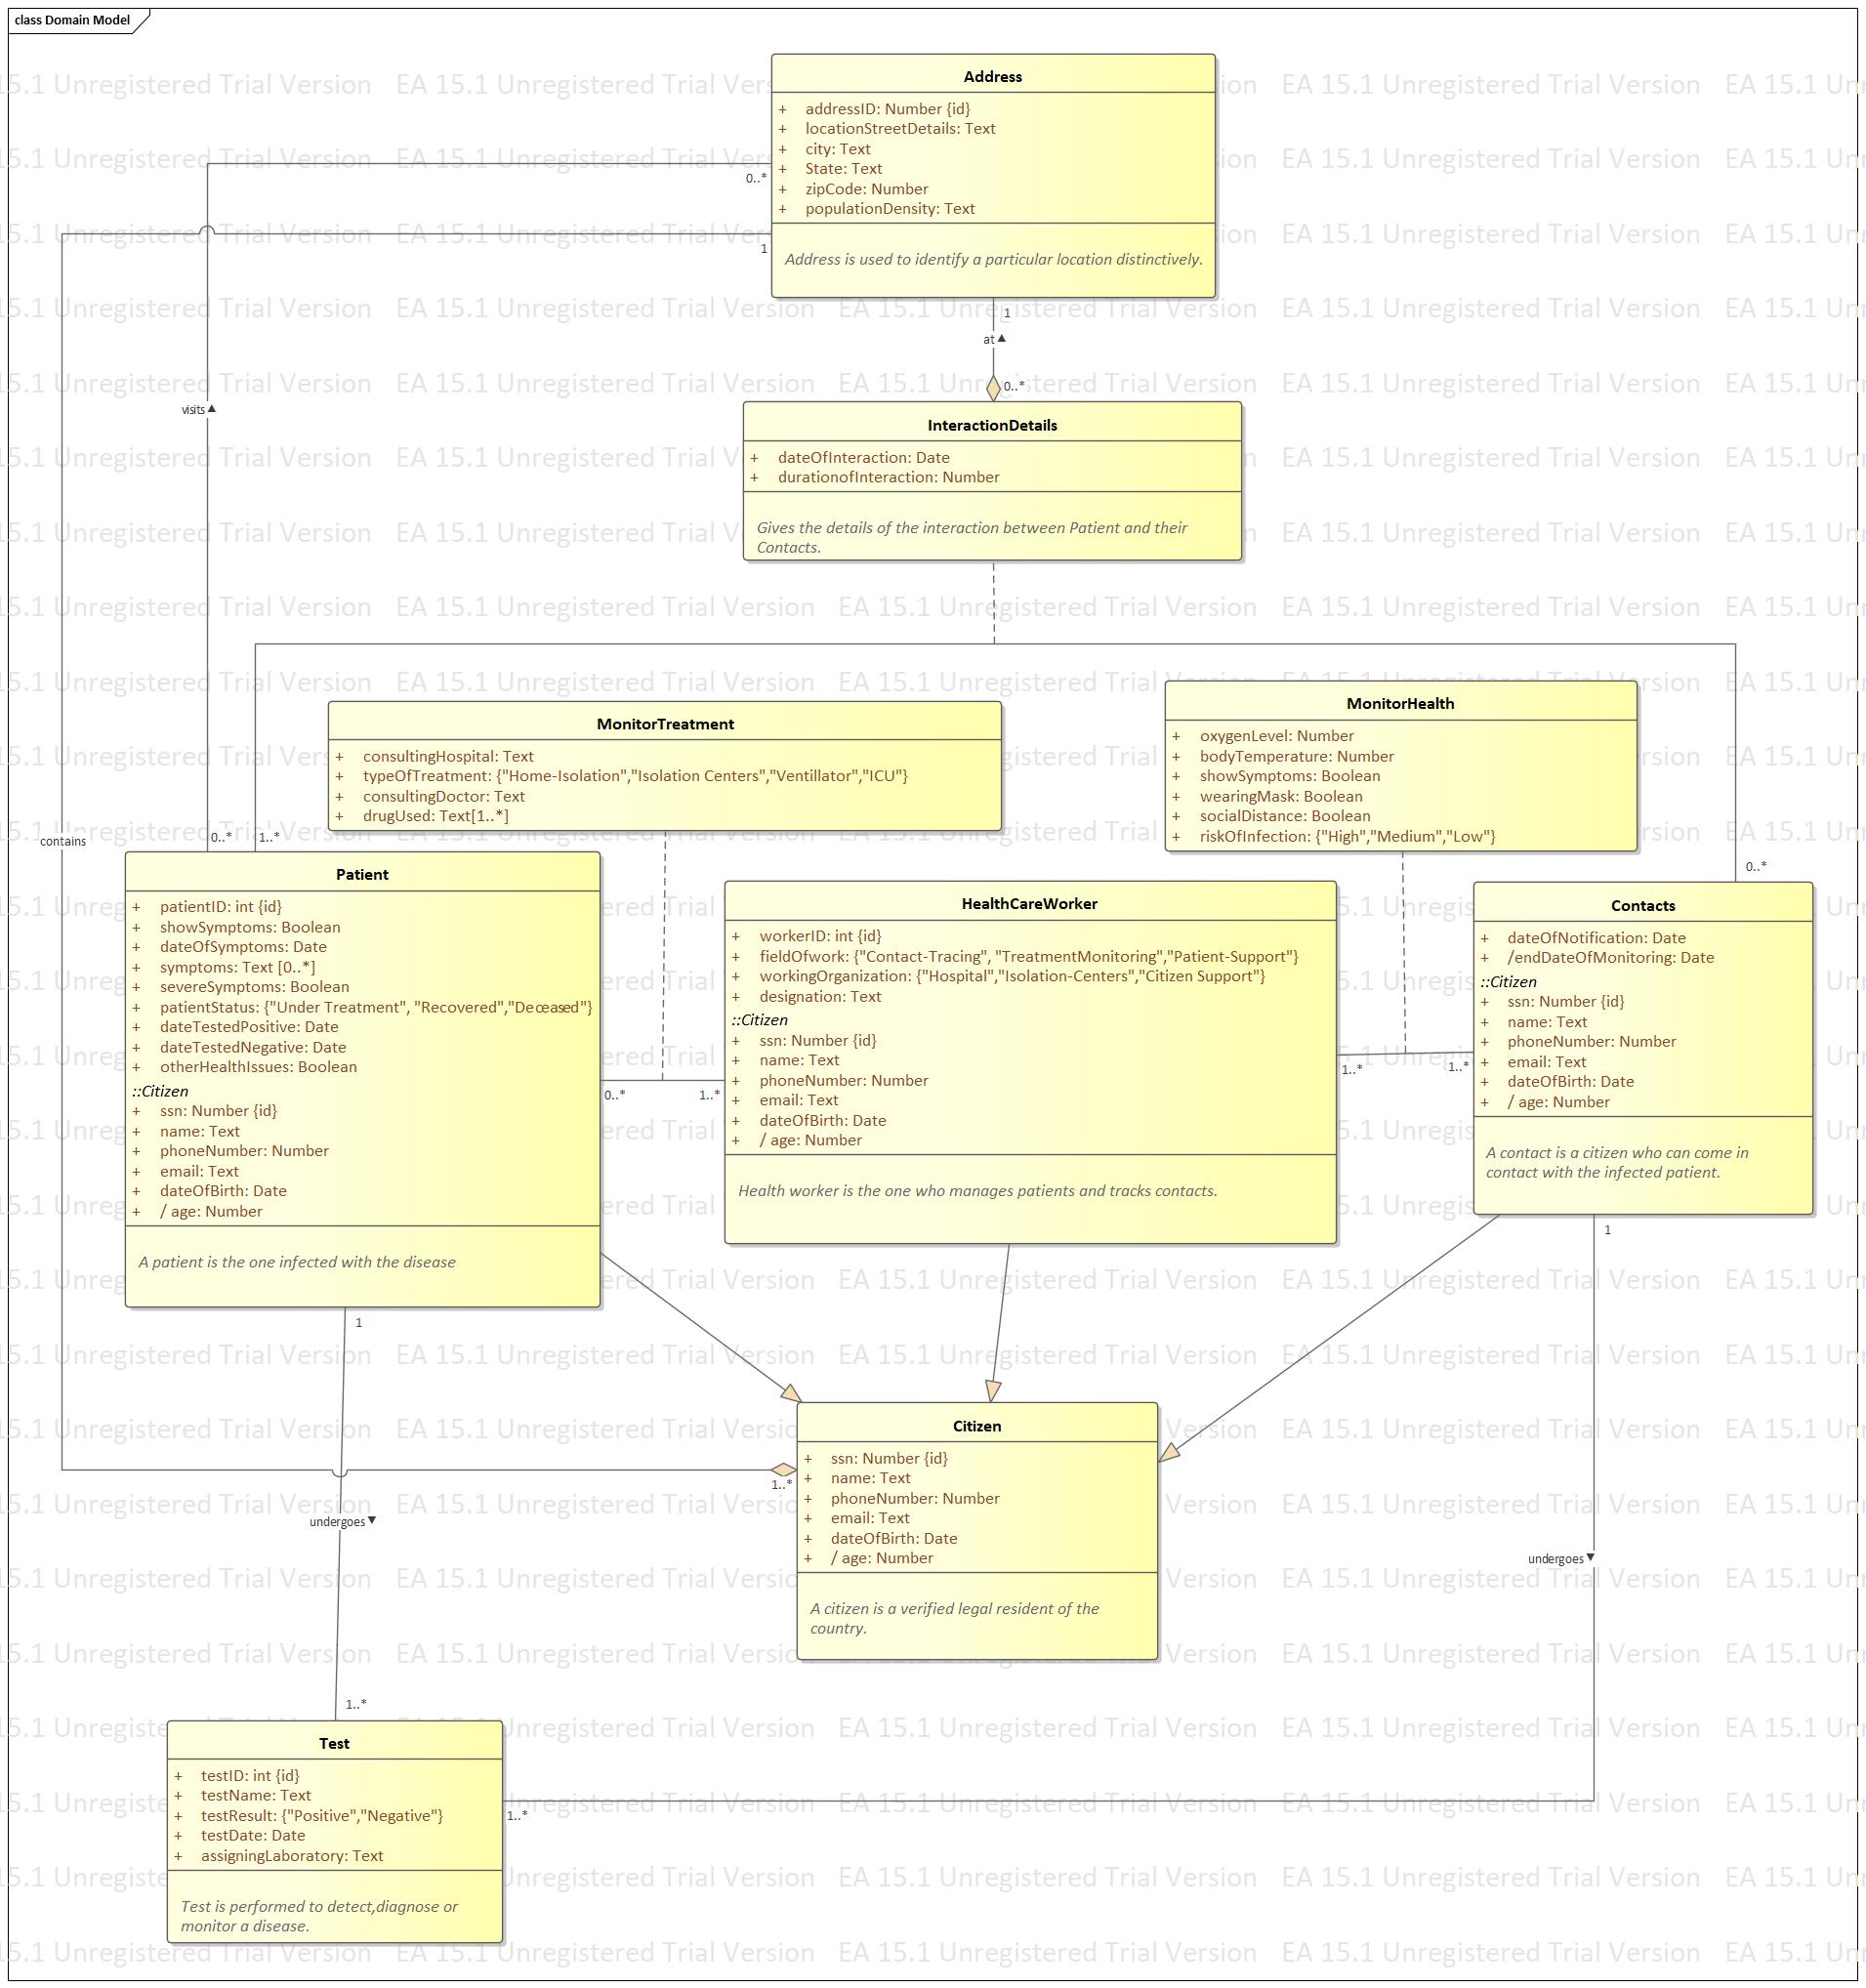 class Domain Model
Address
+ addressID: Number {id}
+ locationStreetDetails: Text
+ city: Text
+ State: Text
+ zipCode: Number
+ populationDensity: Text
Address is used to identify a particular location distinctively.
0..*
1
1
at ▲
0..*
visits ▲
InteractionDetails
+ dateOfInteraction: Date
+ durationofInteraction: Number
Gives the details of the interaction between Patient and their
Contacts.
MonitorTreatment
+ consultingHospital: Text
+ typeOfTreatment: {"Home-Isolation","Isolation Centers","Ventillator","ICU"}
+ consultingDoctor: Text
+ drugUsed: Text[1..*]
MonitorHealth
+ oxygenLevel: Number
+ bodyTemperature: Number
+ showSymptoms: Boolean
+ wearingMask: Boolean
+ socialDistance: Boolean
+ riskOfInfection: {"High","Medium","Low"}
contains
0..*
1..*
0..*
Patient
+ patientID: int {id}
+ showSymptoms: Boolean
+ dateOfSymptoms: Date
+ symptoms: Text [0..*]
+ severeSymptoms: Boolean
+ patientStatus: {"Under Treatment", "Recovered","Deceased"}
+ dateTestedPositive: Date
+ dateTestedNegative: Date
+ otherHealthIssues: Boolean
::Citizen
+ ssn: Number {id}
+ name: Text
+ phoneNumber: Number
+ email: Text
+ dateOfBirth: Date
+ / age: Number
A patient is the one infected with the disease
0..*
1..*
HealthCareWorker
+ workerID: int {id}
+ fieldOfwork: {"Contact-Tracing", "TreatmentMonitoring","Patient-Support"}
+ workingOrganization: {"Hospital","Isolation-Centers","Citizen Support"}
+ designation: Text
::Citizen
+ ssn: Number {id}
+ name: Text
+ phoneNumber: Number
+ email: Text
+ dateOfBirth: Date
+ / age: Number
Health worker is the one who manages patients and tracks contacts.
1..*
1..*
Contacts
+ dateOfNotification: Date
+ /endDateOfMonitoring: Date
::Citizen
+ ssn: Number {id}
+ name: Text
+ phoneNumber: Number
+ email: Text
+ dateOfBirth: Date
+ / age: Number
A contact is a citizen who can come in
contact with the infected patient.
1
1
Citizen
+ ssn: Number {id}
+ name: Text
+ phoneNumber: Number
+ email: Text
+ dateOfBirth: Date
+ / age: Number
A citizen is a verified legal resident of the
country.
1..*
undergoes ▼
undergoes ▼
1..*
Test
+ testID: int {id}
+ testName: Text
+ testResult: {"Positive","Negative"}
+ testDate: Date
+ assigningLaboratory: Text
Test is performed to detect,diagnose or
monitor a disease.
1..*
EA 15.1 Unregistered Trial Version